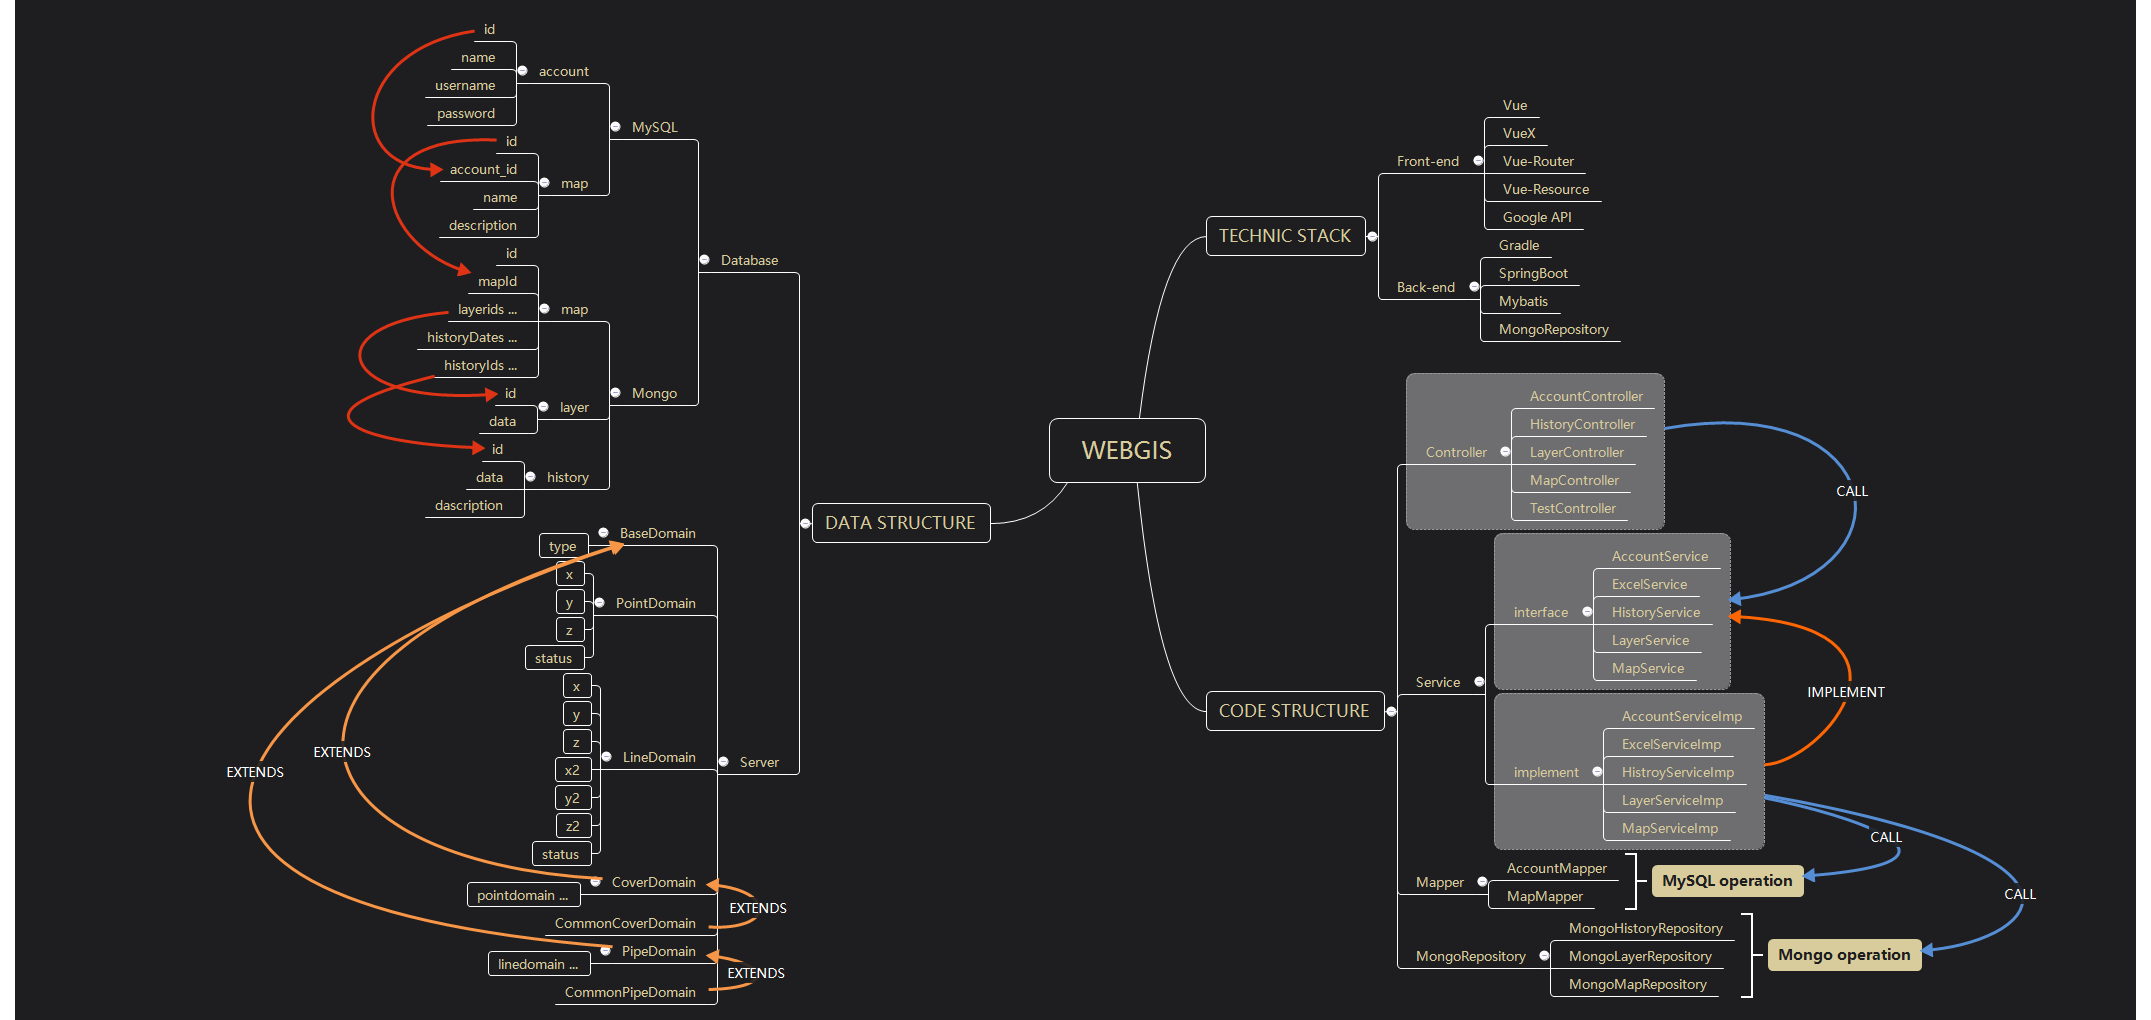 id
name
username
password
account
id
account_id
name
description
map
MySQL
id
mapId
layerids ...
historyDates ...
historyIds ...
map
id
data
layer
id
data
dascription
history
Mongo
Database
type
BaseDomain
x
y
z
status
PointDomain
x
y
z
x2
y2
z2
status
LineDomain
pointdomain ...
CoverDomain
CommonCoverDomain
linedomain ...
PipeDomain
CommonPipeDomain
Server
EXTENDS
EXTENDS
EXTENDS
EXTENDS
DATA STRUCTURE
WEBGIS
TECHNIC STACK
Front-end
Vue
VueX
Vue-Router
Vue-Resource
Google API
Back-end
Gradle
SpringBoot
Mybatis
MongoRepository
CODE STRUCTURE
Controller
AccountController
HistoryController
LayerController
MapController
TestController
CALL
Service
interface
AccountService
ExcelService
HistoryService
LayerService
MapService
IMPLEMENT
implement
AccountServiceImp
ExcelServiceImp
HistroyServiceImp
LayerServiceImp
MapServiceImp
CALL
CALL
Mapper
AccountMapper
MapMapper
MySQL operation
MongoRepository
MongoHistoryRepository
MongoLayerRepository
MongoMapRepository
Mongo operation